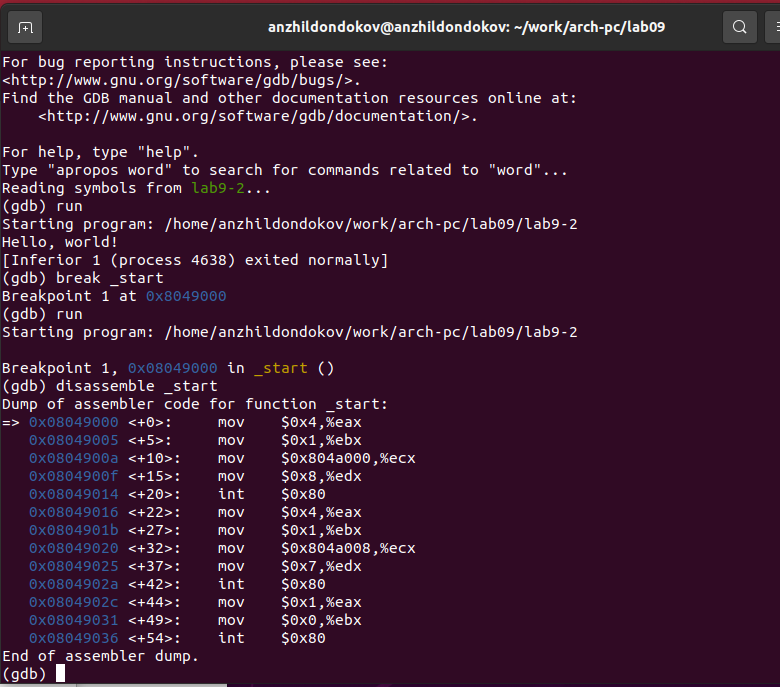 anzhildondokov@anzhildondokov: ~/work/arch-pc/lab09
For bug reporting instructions, please see:
<http://www.gnu.org/software/gdb/bugs/>.
Find the GDB manual and other documentation resources online at:
    <http://www.gnu.org/software/gdb/documentation/>.

For help, type "help".
Type "apropos word" to search for commands related to "word"...
Reading symbols from lab9-2...
(gdb) run
Starting program: /home/anzhildondokov/work/arch-pc/lab09/lab9-2
Hello, world!
[Inferior 1 (process 4638) exited normally]
(gdb) break _start
Breakpoint 1 at 0x8049000
(gdb) run
Starting program: /home/anzhildondokov/work/arch-pc/lab09/lab9-2

Breakpoint 1, 0x08049000 in _start ()
(gdb) disassemble _start
Dump of assembler code for function _start:
=> 0x08049000 <+0>:     mov    $0x4,%eax
   0x08049005 <+5>:     mov    $0x1,%ebx
   0x0804900a <+10>:    mov    $0x804a000,%ecx
   0x0804900f <+15>:    mov    $0x8,%edx
   0x08049014 <+20>:    int    $0x80
   0x08049016 <+22>:    mov    $0x4,%eax
   0x0804901b <+27>:    mov    $0x1,%ebx
   0x08049020 <+32>:    mov    $0x804a008,%ecx
   0x08049025 <+37>:    mov    $0x7,%edx
   0x0804902a <+42>:    int    $0x80
   0x0804902c <+44>:    mov    $0x1,%eax
   0x08049031 <+49>:    mov    $0x0,%ebx
   0x08049036 <+54>:    int    $0x80
End of assembler dump.
(gdb)